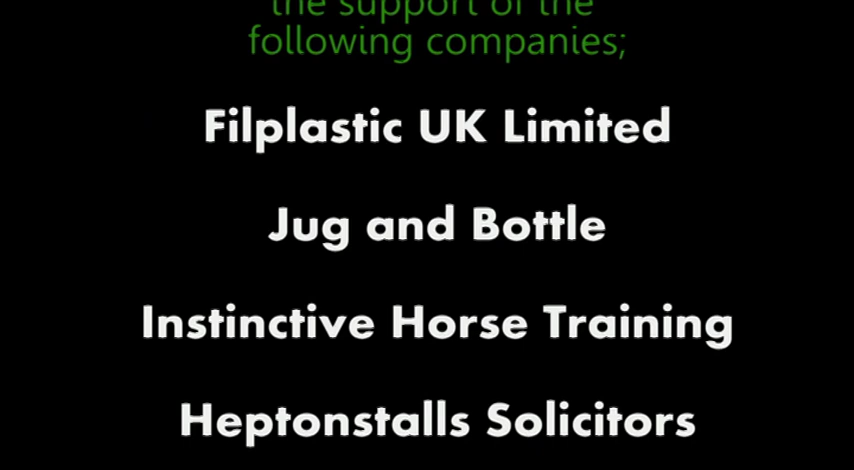 the support of the
following companies;
Filplastic UK Limited
Jug and Bottle
Instinctive Horse Training
Heptonstalls Solicitors